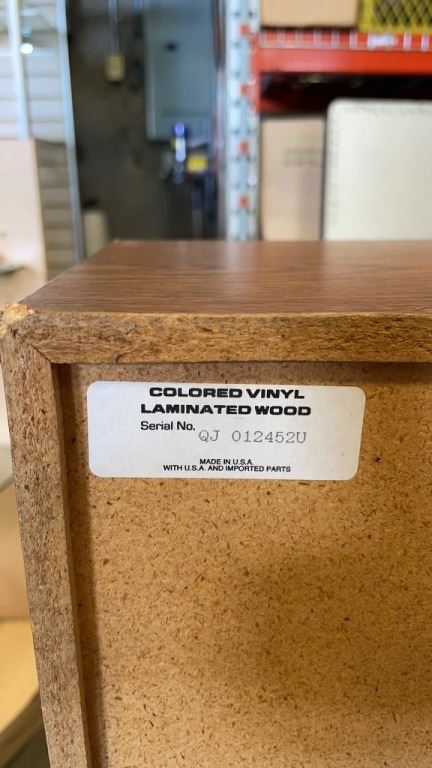 COLORED VINYL
LAMINATED WOOD
Serial No. QJ 012452U
MADE IN U.S.A.
WITH U.S.A. AND IMPORTED PARTS